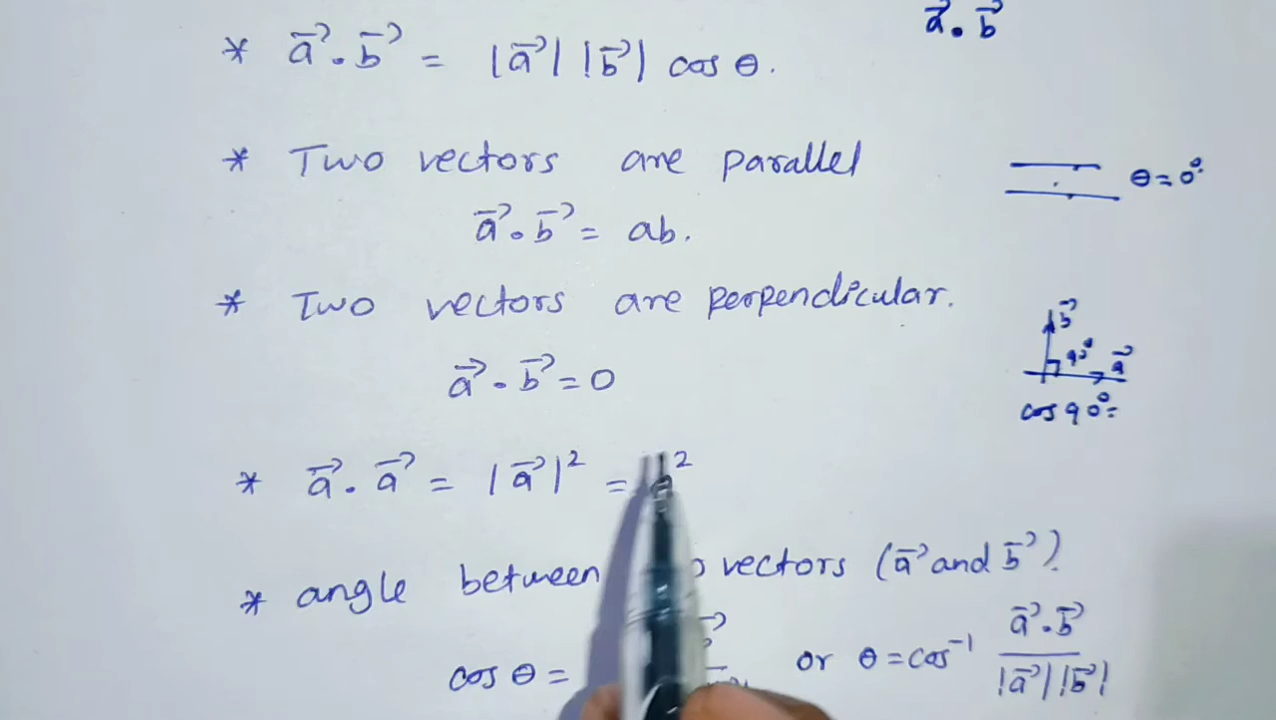 a⃗ . b⃗
* a⃗ . b⃗ = |a⃗| |b⃗| cos θ.
* Two vectors are parallel
θ = 0°.
a⃗ . b⃗ = ab.
* Two vectors are perpendicular.
b⃗
90° a⃗
a⃗ . b⃗ = 0
cos 90° =
* a⃗ . a⃗ = |a⃗|² = ²
* angle between vectors (a⃗ and b⃗).
cos θ = or θ = cos⁻¹ a⃗ . b⃗ / |a⃗| |b⃗|